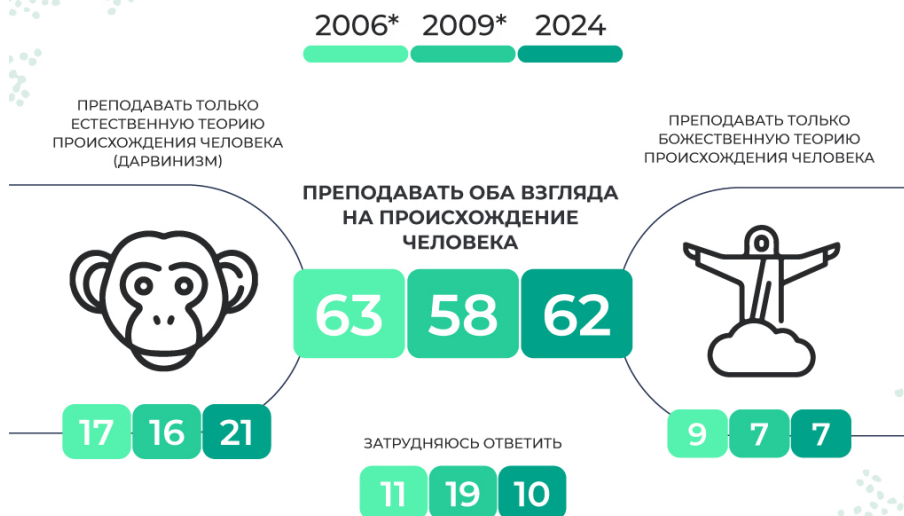 2006* 2009* 2024
ПРЕПОДАВАТЬ ТОЛЬКО
ЕСТЕСТВЕННУЮ ТЕОРИЮ
ПРОИСХОЖДЕНИЯ ЧЕЛОВЕКА
(ДАРВИНИЗМ)
17 16 21
ПРЕПОДАВАТЬ ОБА ВЗГЛЯДА
НА ПРОИСХОЖДЕНИЕ
ЧЕЛОВЕКА
63 58 62
ПРЕПОДАВАТЬ ТОЛЬКО
БОЖЕСТВЕННУЮ ТЕОРИЮ
ПРОИСХОЖДЕНИЯ ЧЕЛОВЕКА
9 7 7
ЗАТРУДНЯЮСЬ ОТВЕТИТЬ
11 19 10